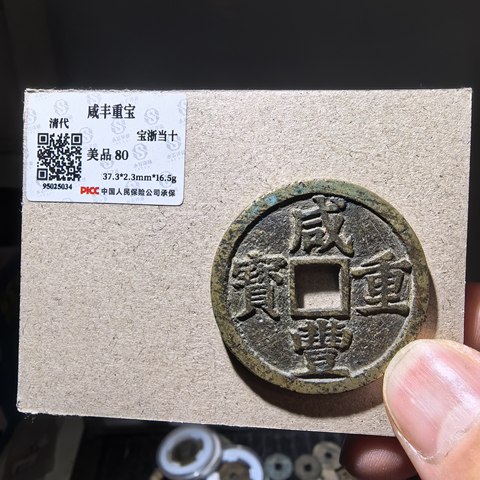 咸丰重宝
清代
宝浙当十
美品 80
37.3*2.3mm*16.5g
95025034
PICC 中国人民保险公司承保
咸
寶 重
豐